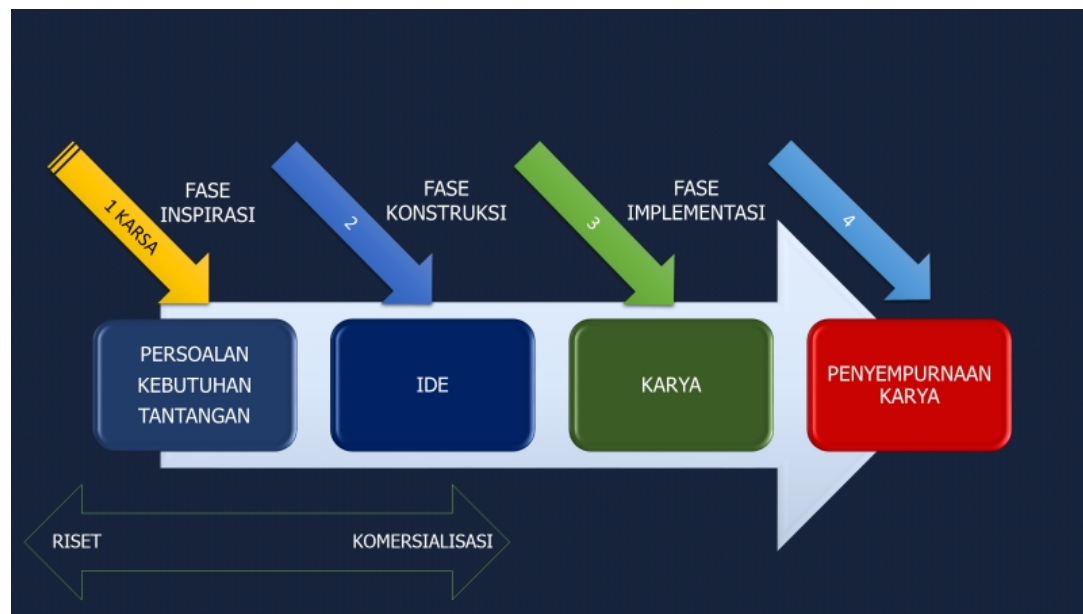 1 KARSA
FASE
INSPIRASI
2
FASE
KONSTRUKSI
3
FASE
IMPLEMENTASI
4
PERSOALAN
KEBUTUHAN
TANTANGAN
IDE
KARYA
PENYEMPURNAAN
KARYA
RISET
KOMERSIALISASI